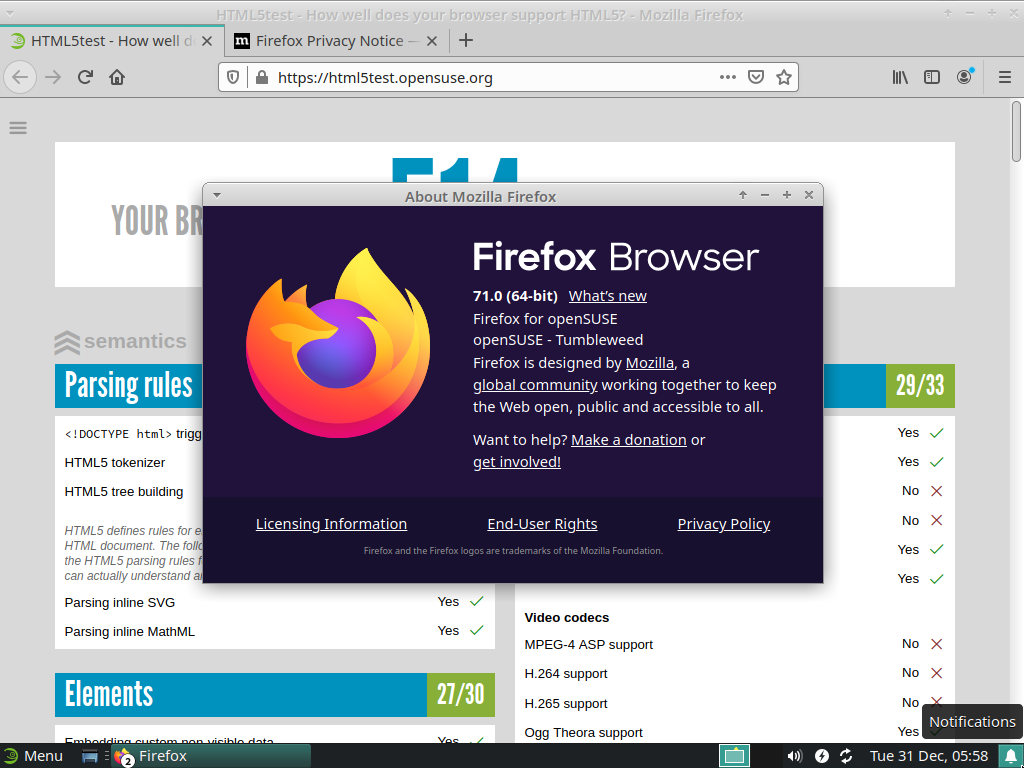 HTML5test - How well does your browser support HTML5? - Mozilla Firefox
HTML5test - How well d
Firefox Privacy Notice —
https://html5test.opensuse.org
514
YOUR BR
About Mozilla Firefox
Firefox Browser
71.0 (64-bit) What's new
Firefox for openSUSE
openSUSE - Tumbleweed
Firefox is designed by Mozilla, a
global community working together to keep
the Web open, public and accessible to all.
Want to help? Make a donation or
get involved!
Licensing Information End-User Rights Privacy Policy
Firefox and the Firefox logos are trademarks of the Mozilla Foundation.
semantics
Parsing rules
<!DOCTYPE html> trigg
HTML5 tokenizer
HTML5 tree building
HTML5 defines rules for e
HTML document. The follo
the HTML5 parsing rules f
can actually understand a
Parsing inline SVG Yes
Parsing inline MathML Yes
Elements 27/30
Embedding custom non-visible data Yes
29/33
Yes
Yes
No
No
Yes
Yes
Video codecs
MPEG-4 ASP support No
H.264 support No
H.265 support No
Ogg Theora support Yes
Notifications
Menu
2
Firefox
Tue 31 Dec, 05:58